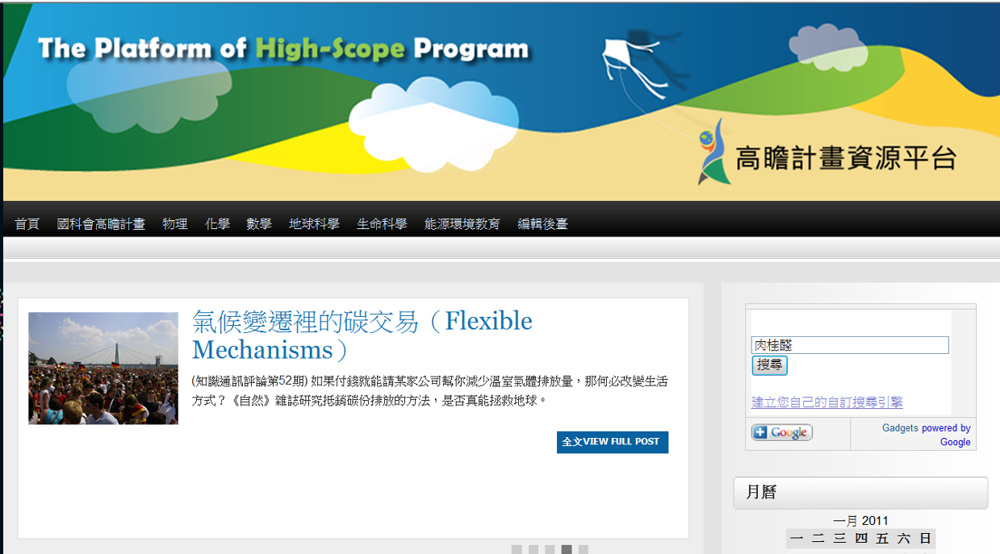 The Platform of High-Scope Program
高瞻計畫資源平台
首頁 國科會高瞻計畫 物理 化學 數學 地球科學 生命科學 能源環境教育 編輯後臺
氣候變遷裡的碳交易（Flexible
Mechanisms）
(知識通訊評論第52期) 如果付錢就能請某家公司幫你減少溫室氣體排放量，那何必改變生活
方式？《自然》雜誌研究抵銷碳份排放的方法，是否真能拯救地球。
全文VIEW FULL POST
肉桂醛
搜尋
建立您自己的自訂搜尋引擎
Google
Gadgets powered by
Google
月曆
一月 2011
一 二 三 四 五 六 日